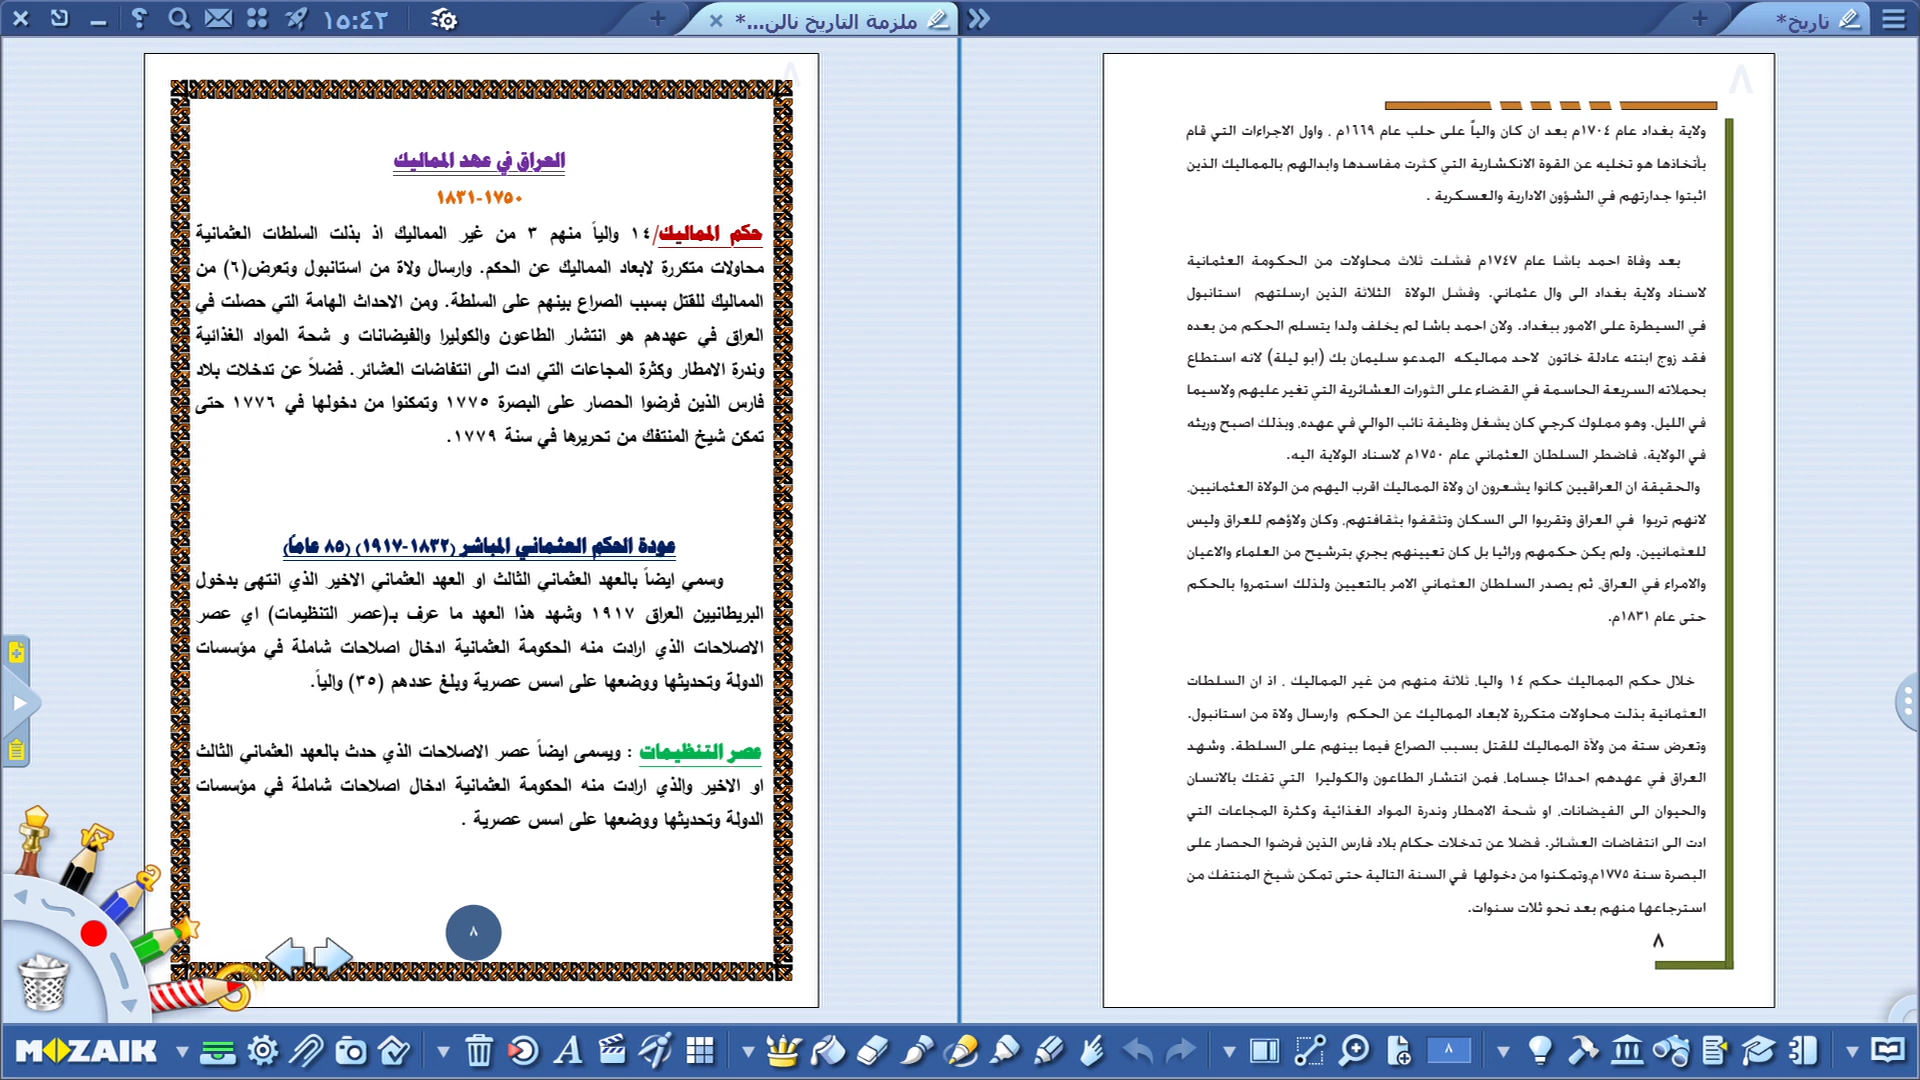 تاريخ*
ملزمة التاريخ نالن...*
١٥:٤٢
٨
ولاية بغداد عام ١٧٠٤م بعد ان كان والياً على حلب عام ١٦٦٩م . واول الاجراءات التي قام
بأتخاذها هو تخليه عن القوة الانكشارية التي كثرت مفاسدها وابدالهم بالمماليك الذين
اثبتوا جدارتهم في الشؤون الادارية والعسكرية .
بعد وفاة احمد باشا عام ١٧٤٧م فشلت ثلاث محاولات من الحكومة العثمانية
لاسناد ولاية بغداد الى وال عثماني. وفشل الولاة الثلاثة الذين ارسلتهم استانبول
في السيطرة على الامور ببغداد. ولان احمد باشا لم يخلف ولدا يتسلم الحكم من بعده
فقد زوج ابنته عادلة خاتون لاحد مماليكه المدعو سليمان بك (ابو ليلة) لانه استطاع
بحملاته السريعة الحاسمة في القضاء على الثورات العشائرية التي تغير عليهم ولاسيما
في الليل. وهو مملوك كرجي كان يشغل وظيفة نائب الوالي في عهده، وبذلك اصبح وريثه
في الولاية، فاضطر السلطان العثماني عام ١٧٥٠م لاسناد الولاية اليه.
والحقيقة ان العراقيين كانوا يشعرون ان ولاة المماليك اقرب اليهم من الولاة العثمانيين،
لانهم تربوا في العراق وتقربوا الى السكان وتثقفوا بثقافتهم، وكان ولاؤهم للعراق وليس
للعثمانيين. ولم يكن حكمهم وراثيا بل كان تعيينهم يجري بترشيح من العلماء والاعيان
والامراء في العراق، ثم يصدر السلطان العثماني الامر بالتعيين ولذلك استمروا بالحكم
حتى عام ١٨٣١م.
خلال حكم المماليك حكم ١٤ واليا، ثلاثة منهم من غير المماليك . اذ ان السلطات
العثمانية بذلت محاولات متكررة لابعاد المماليك عن الحكم وارسال ولاة من استانبول.
وتعرض ستة من ولاة المماليك للقتل بسبب الصراع فيما بينهم على السلطة. وشهد
العراق في عهدهم احداثا جساما، فمن انتشار الطاعون والكوليرا التي تفتك بالانسان
والحيوان الى الفيضانات، او شحة الامطار وندرة المواد الغذائية وكثرة المجاعات التي
ادت الى انتفاضات العشائر. فضلا عن تدخلات حكام بلاد فارس الذين فرضوا الحصار على
البصرة سنة ١٧٧٥م،وتمكنوا من دخولها في السنة التالية حتى تمكن شيخ المنتفك من
استرجاعها منهم بعد نحو ثلاث سنوات.
٨
٨
العراق في عهد المماليك
١٧٥٠-١٨٣١
حكم المماليك/١٤ والياً منهم ٣ من غير المماليك اذ بذلت السلطات العثمانية
محاولات متكررة لابعاد المماليك عن الحكم. وارسال ولاة من استانبول وتعرض(٦) من
المماليك للقتل بسبب الصراع بينهم على السلطة. ومن الاحداث الهامة التي حصلت في
العراق في عهدهم هو انتشار الطاعون والكوليرا والفيضانات و شحة المواد الغذائية
وندرة الامطار وكثرة المجاعات التي ادت الى انتفاضات العشائر. فضلاً عن تدخلات بلاد
فارس الذين فرضوا الحصار على البصرة ١٧٧٥ وتمكنوا من دخولها في ١٧٧٦ حتى
تمكن شيخ المنتفك من تحريرها في سنة ١٧٧٩.
عودة الحكم العثماني المباشر (١٨٣٢-١٩١٧) (٨٥ عاماً)
وسمي ايضاً بالعهد العثماني الثالث او العهد العثماني الاخير الذي انتهى بدخول
البريطانيين العراق ١٩١٧ وشهد هذا العهد ما عرف بـ(عصر التنظيمات) اي عصر
الاصلاحات الذي ارادت منه الحكومة العثمانية ادخال اصلاحات شاملة في مؤسسات
الدولة وتحديثها ووضعها على اسس عصرية وبلغ عددهم (٣٥) والياً.
عصر التنظيمات : ويسمى ايضاً عصر الاصلاحات الذي حدث بالعهد العثماني الثالث
او الاخير والذي ارادت منه الحكومة العثمانية ادخال اصلاحات شاملة في مؤسسات
الدولة وتحديثها ووضعها على اسس عصرية .
٨
MOZAIK
٨